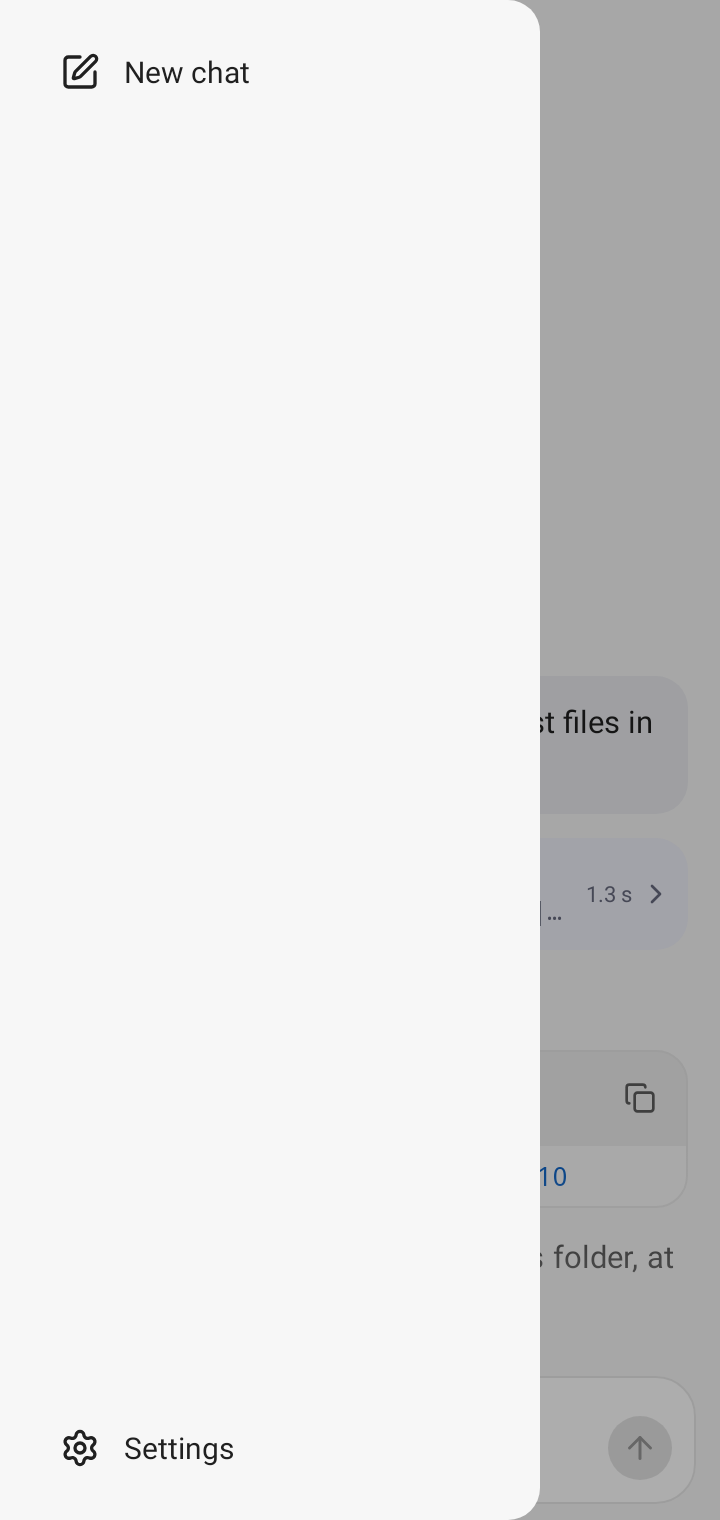 New chat
st files in
1.3 s
…
10
s folder, at
Settings